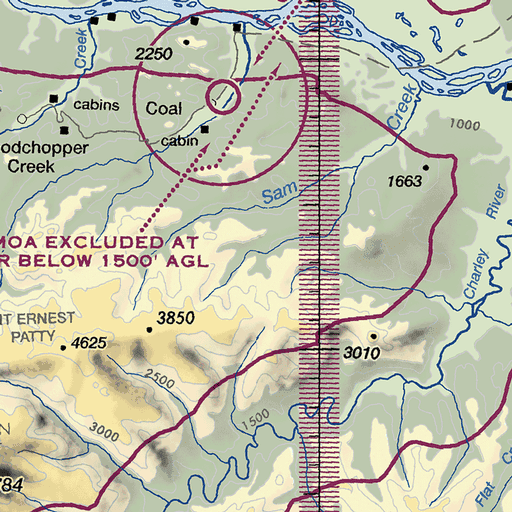 Creek
2250
cabins
Coal
cabin
odchopper
Creek
Creek
1000
1663
Sam
River
Charley
MOA EXCLUDED AT
R BELOW 1500' AGL
T ERNEST
PATTY
3850
4625
3010
2500
1500
3000
N
784
Flat